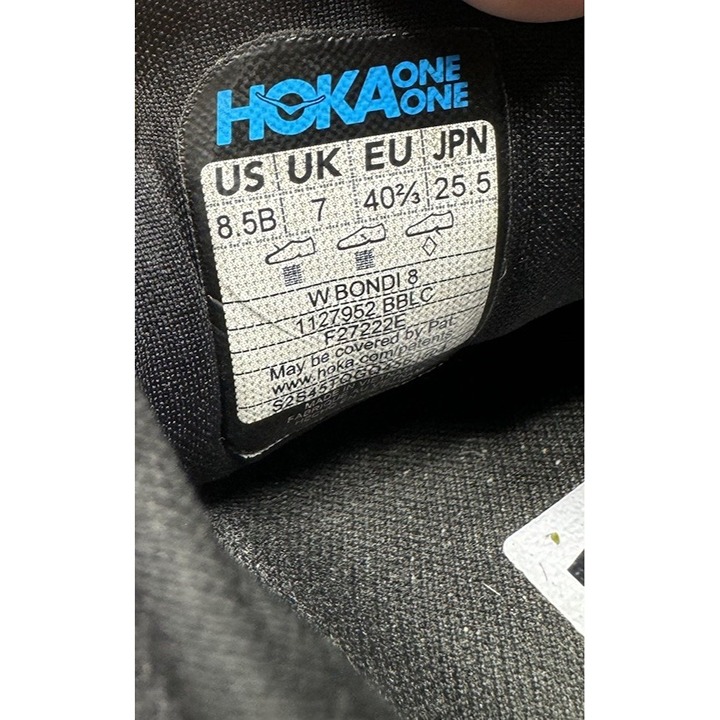 HOKA ONE ONE
US UK EU JPN
8.5B 7 40⅔ 25.5
W BONDI 8
1127952 BBLC
F27222E
May be covered by Pat.
www.hoka.com/patents